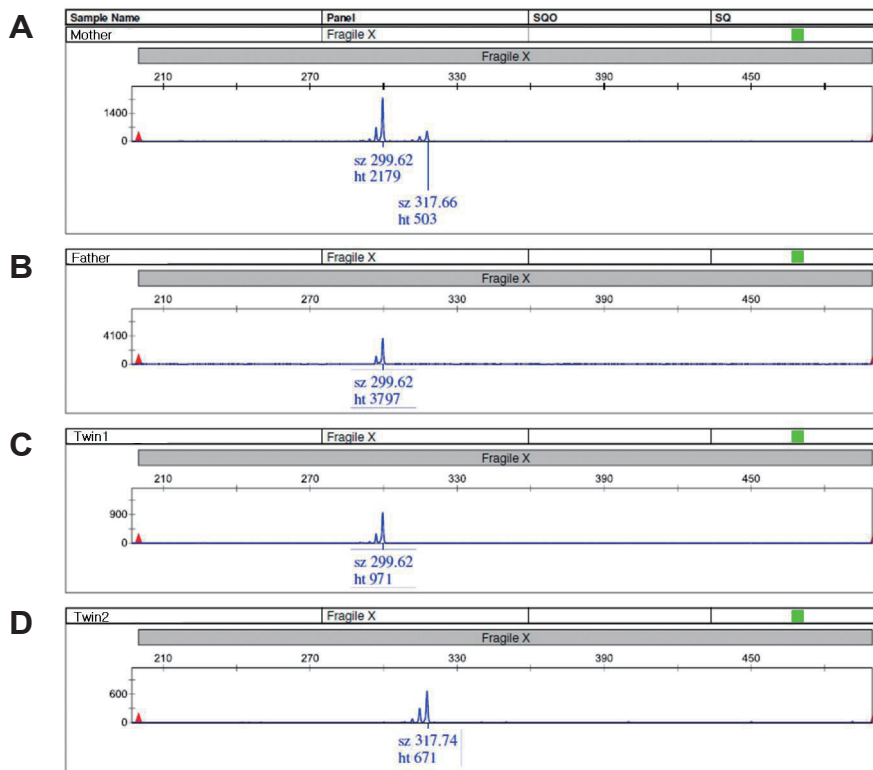 Sample Name Panel SQO SQ
A
Mother Fragile X
Fragile X
210 270 330 390 450
1400
0
sz 299.62
ht 2179
sz 317.66
ht 503
B
Father Fragile X
Fragile X
210 270 330 390 450
4100
0
sz 299.62
ht 3797
C
Twin1 Fragile X
Fragile X
210 270 330 390 450
900
0
sz 299.62
ht 971
D
Twin2 Fragile X
Fragile X
210 270 330 390 450
600
0
sz 317.74
ht 671